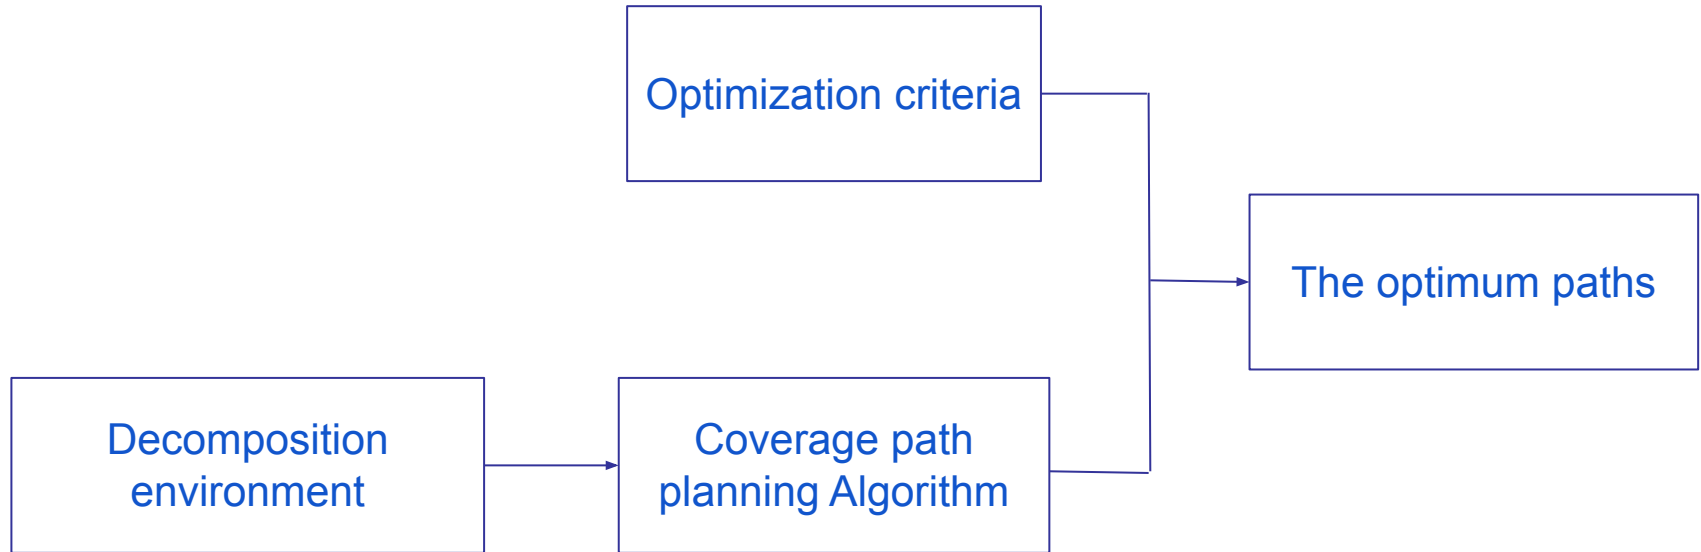 Optimization criteria
The optimum paths
Decomposition
environment
Coverage path
planning Algorithm